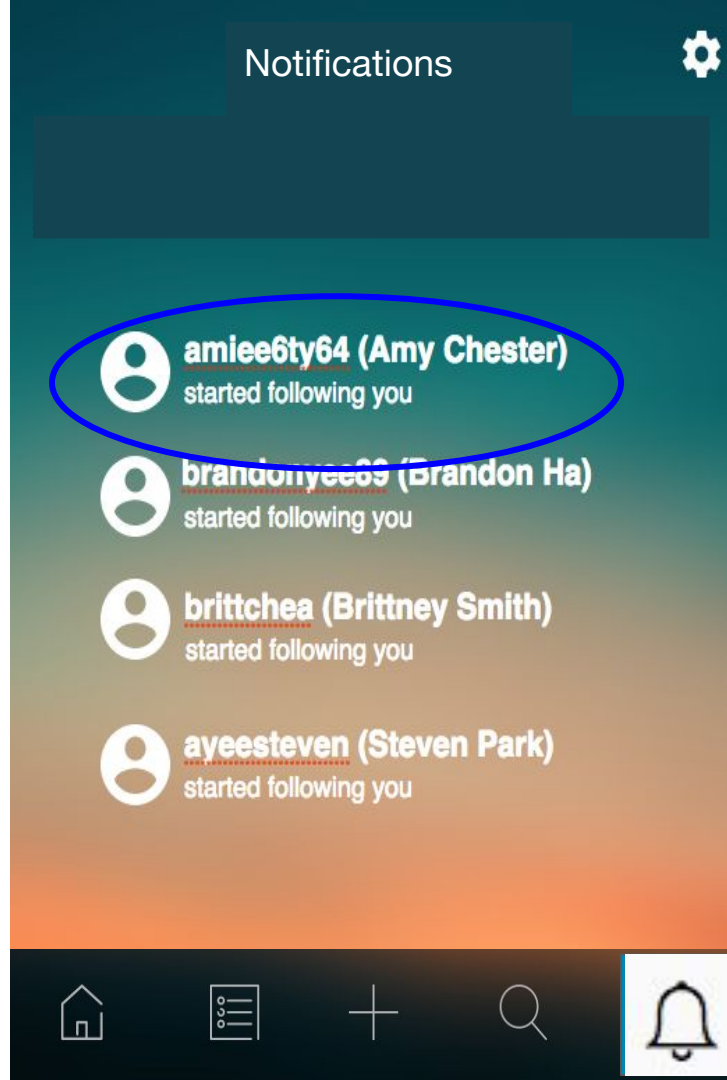 Notifications
amiee6ty64 (Amy Chester)
started following you
brandonyee89 (Brandon Ha)
started following you
brittchea (Brittney Smith)
started following you
ayeesteven (Steven Park)
started following you